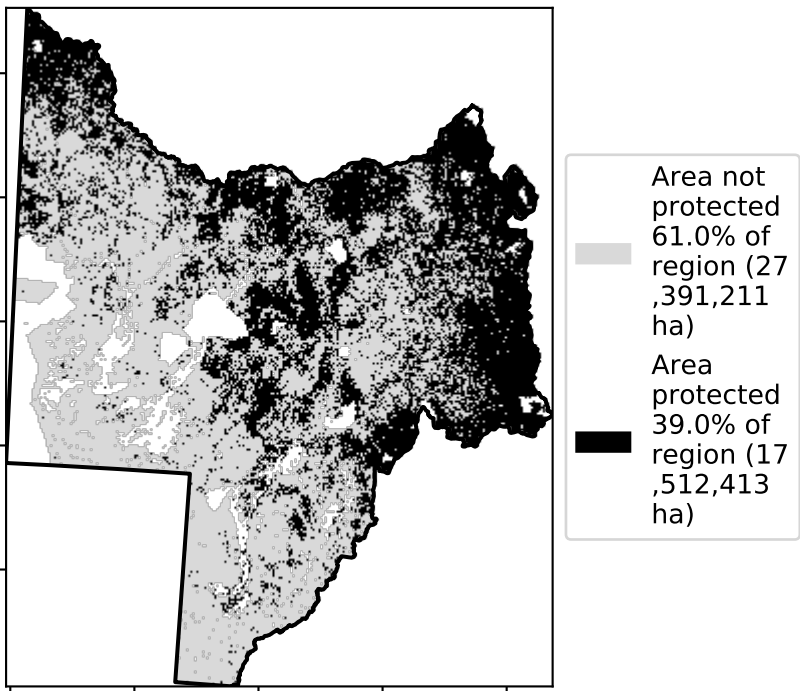 Area not
protected
61.0% of
region (27
,391,211
ha)
Area
protected
39.0% of
region (17
,512,413
ha)